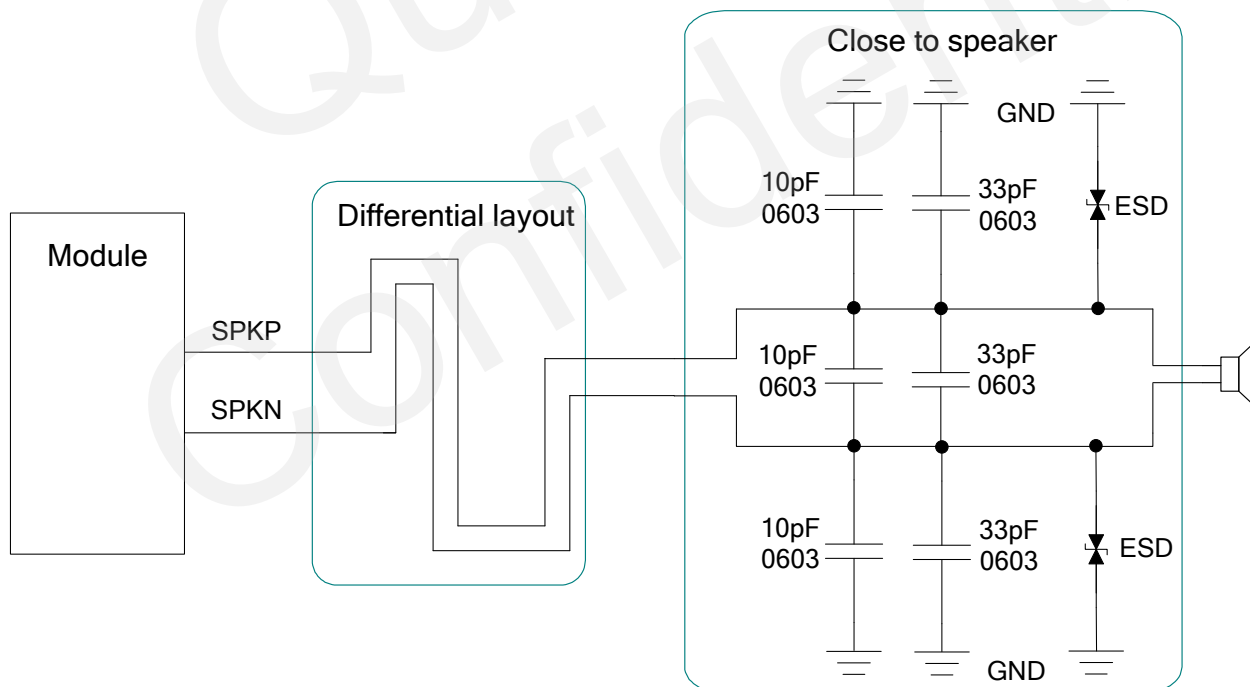 Close to speaker
GND
10pF
0603
33pF
0603
ESD
Differential layout
Module
SPKP
10pF
0603
33pF
0603
SPKN
10pF
0603
33pF
0603
ESD
GND
Confident